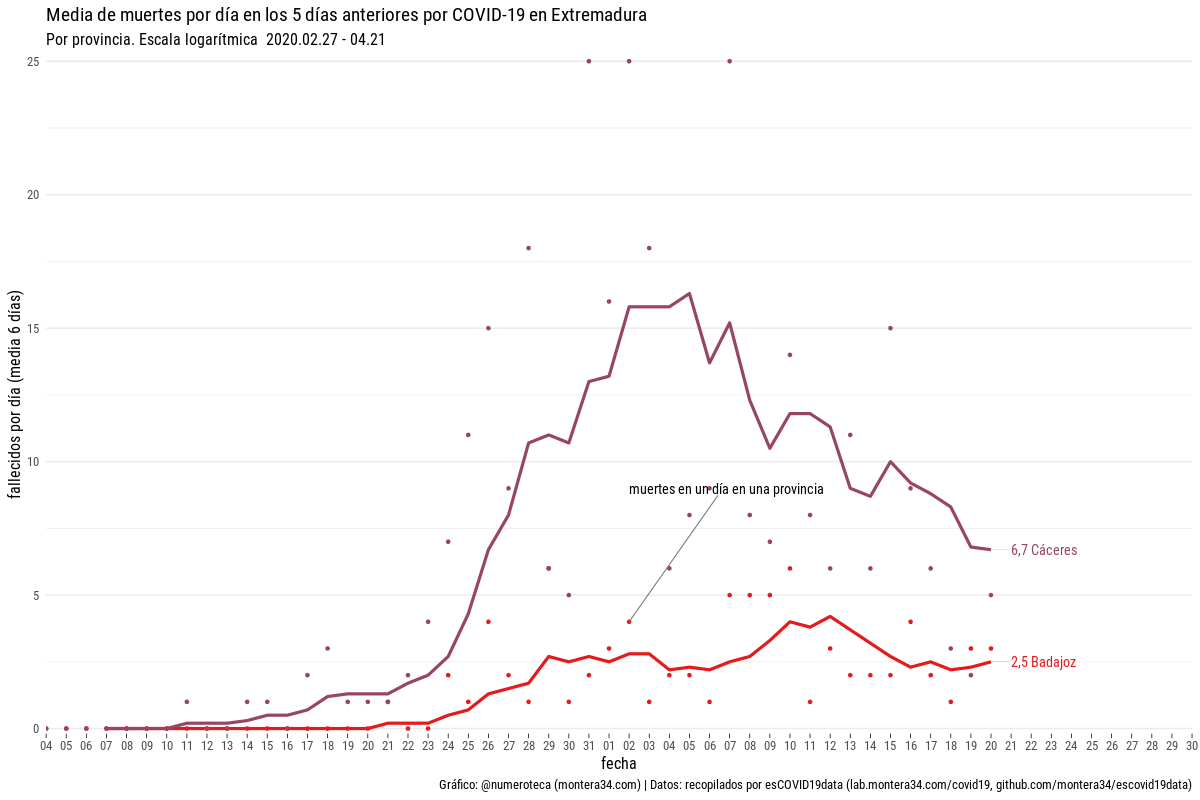 Media de muertes por día en los 5 días anteriores por COVID-19 en Extremadura
Por provincia. Escala logarítmica 2020.02.27 - 04.21
fallecidos por día (media 6 días)
25
20
15
10
5
0
muertes en un día en una provincia
6,7 Cáceres
2,5 Badajoz
04 05 06 07 08 09 10 11 12 13 14 15 16 17 18 19 20 21 22 23 24 25 26 27 28 29 30 31 01 02 03 04 05 06 07 08 09 10 11 12 13 14 15 16 17 18 19 20 21 22 23 24 25 26 27 28 29 30
fecha
Gráfico: @numeroteca (montera34.com) | Datos: recopilados por esCOVID19data (lab.montera34.com/covid19, github.com/montera34/escovid19data)